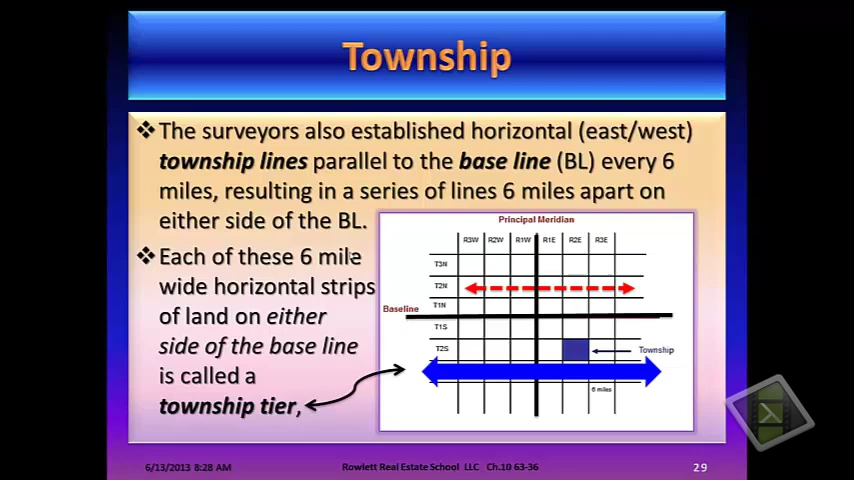 Township
❖The surveyors also established horizontal (east/west)
township lines parallel to the base line (BL) every 6
miles, resulting in a series of lines 6 miles apart on
either side of the BL.
❖Each of these 6 mile
wide horizontal strips
of land on either
side of the base line
is called a
township tier,
Principal Meridian
R3W R2W R1W R1E R2E R3E
T3N
T2N
T1N
Baseline
T1S
T2S
Township
6 miles
6/13/2013 8:28 AM Rowlett Real Estate School LLC Ch.10 63-36 29